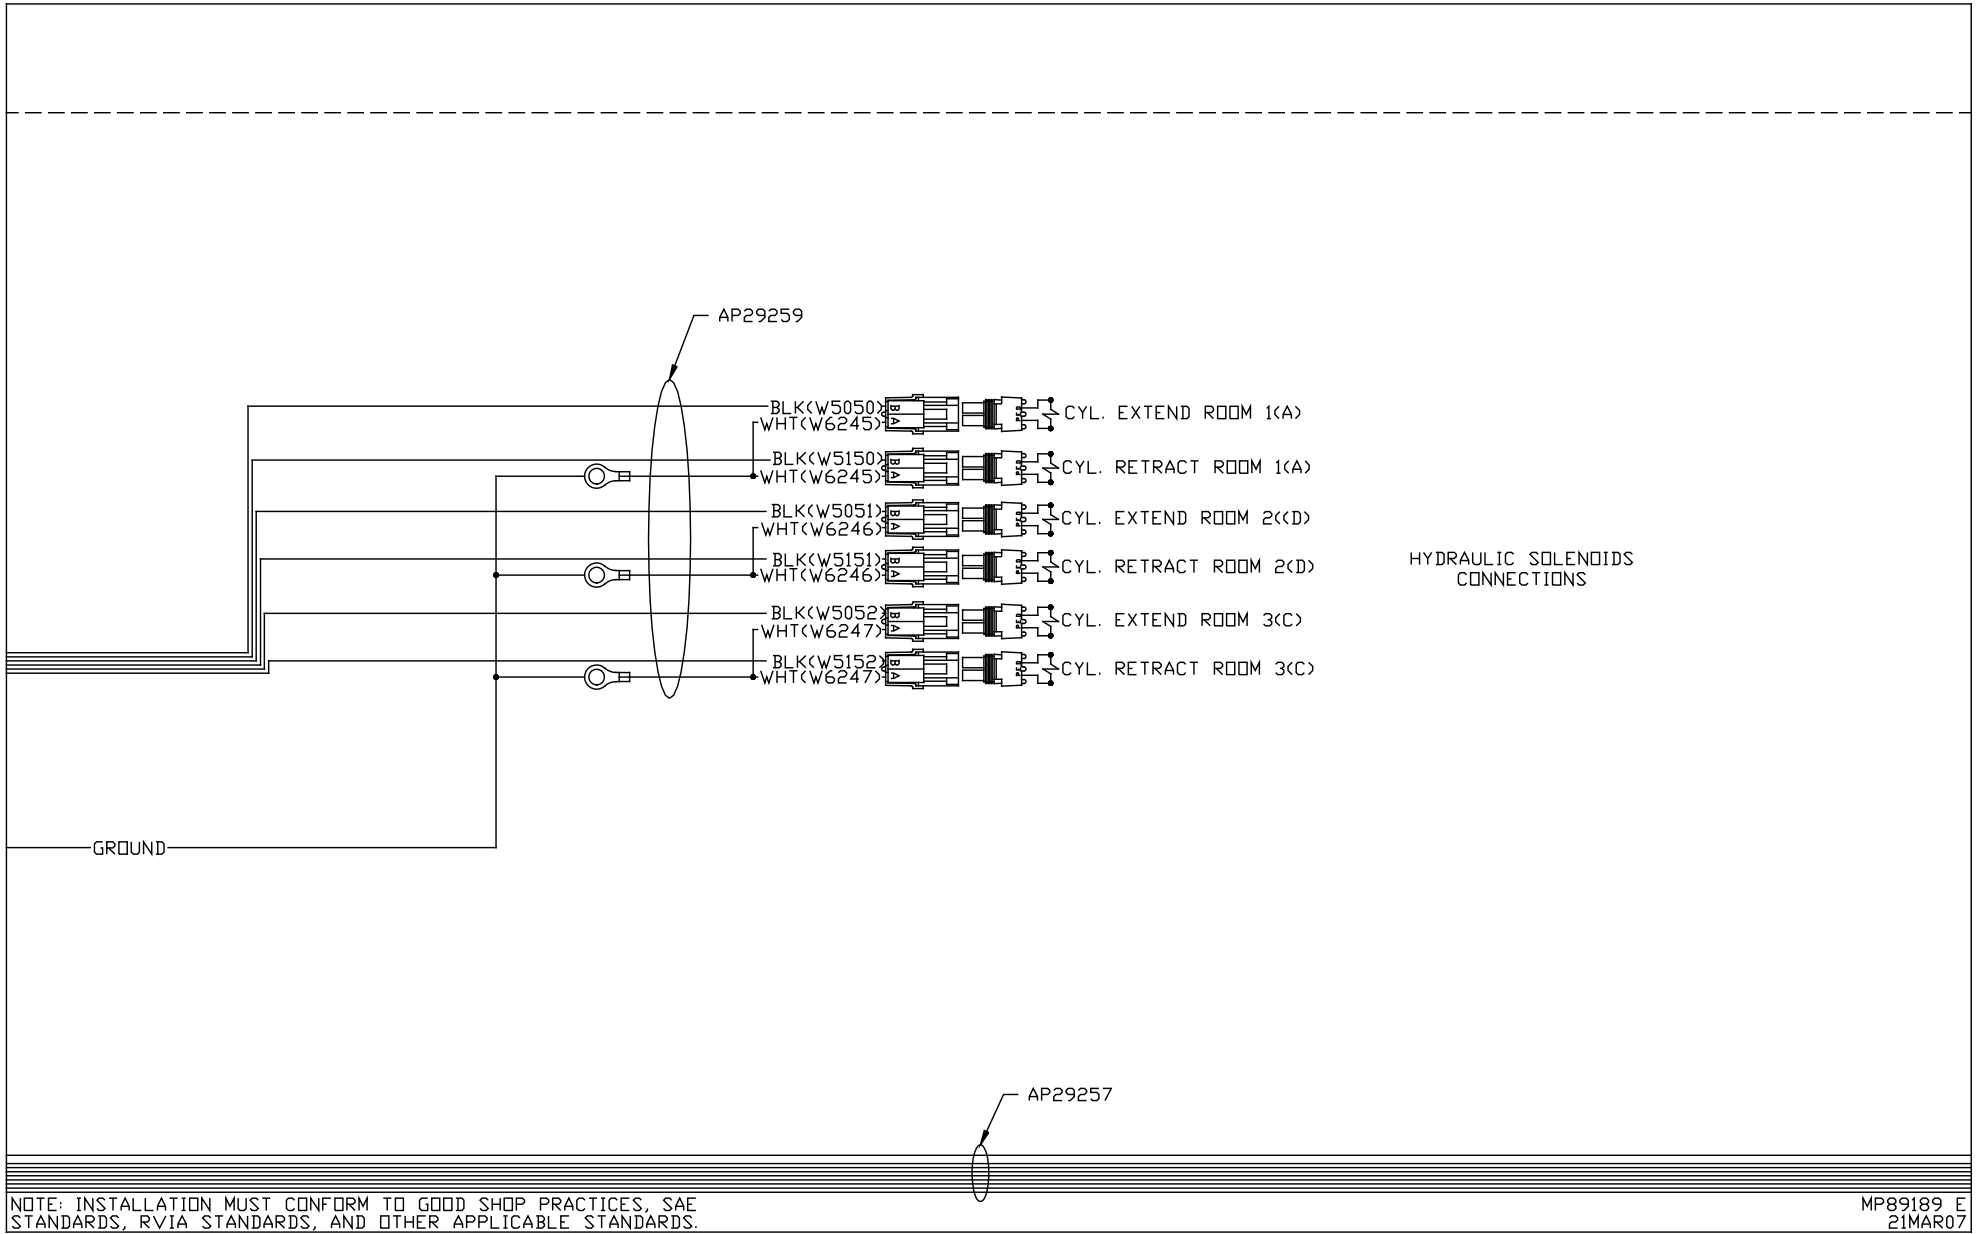 AP29259
BLK(W5050)
B
A
WHT(W6245)
CYL. EXTEND ROOM 1(A)
BLK(W5150)
B
A
WHT(W6245)
CYL. RETRACT ROOM 1(A)
BLK(W5051)
B
A
WHT(W6246)
CYL. EXTEND ROOM 2((D)
BLK(W5151)
B
A
WHT(W6246)
CYL. RETRACT ROOM 2(D)
HYDRAULIC SOLENOIDS
CONNECTIONS
BLK(W5052)
B
A
WHT(W6247)
CYL. EXTEND ROOM 3(C)
BLK(W5152)
B
A
WHT(W6247)
CYL. RETRACT ROOM 3(C)
GROUND
AP29257
NOTE: INSTALLATION MUST CONFORM TO GOOD SHOP PRACTICES, SAE
STANDARDS, RVIA STANDARDS, AND OTHER APPLICABLE STANDARDS.
MP89189 E
21MAR07